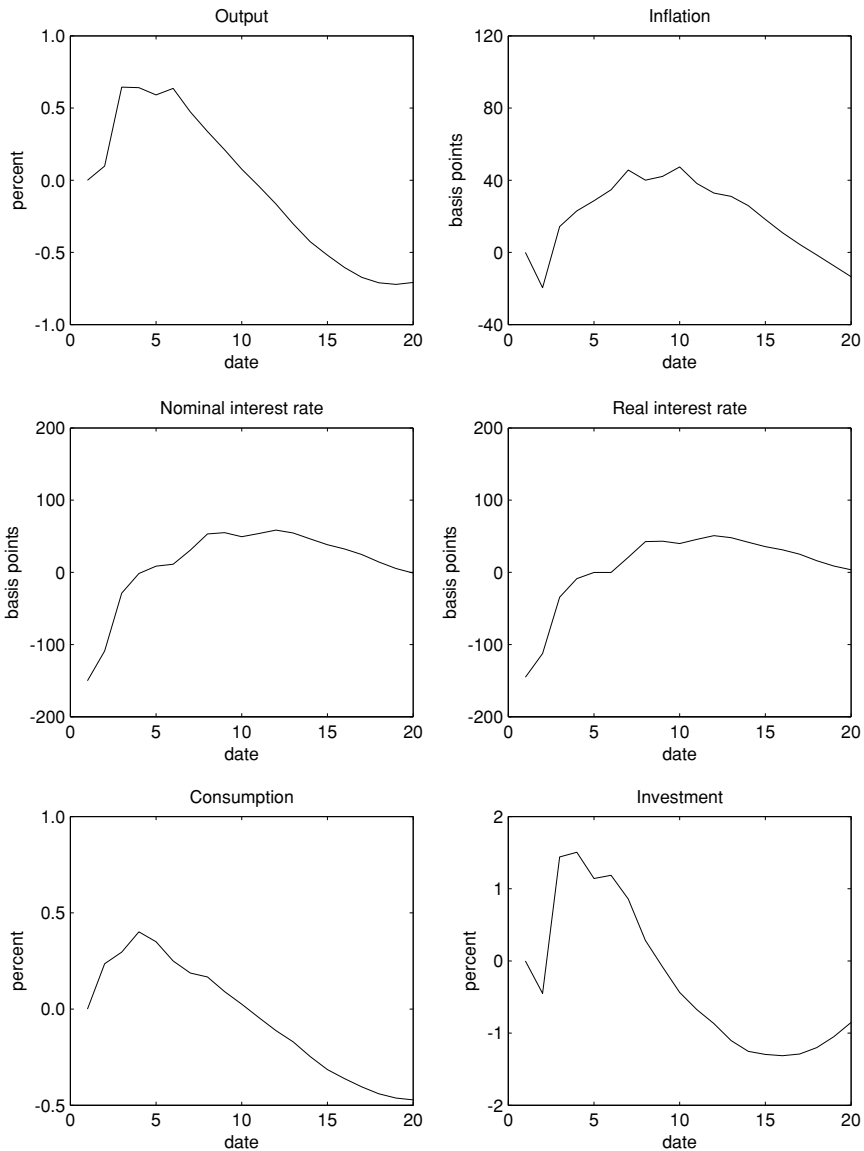 Output
1.0
0.5
0.0
-0.5
-1.0
percent
0 5 10 15 20
date
Inflation
120
80
40
0
-40
basis points
0 5 10 15 20
date
Nominal interest rate
200
100
0
-100
-200
basis points
0 5 10 15 20
date
Real interest rate
200
100
0
-100
-200
basis points
0 5 10 15 20
date
Consumption
1.0
0.5
0.0
-0.5
percent
0 5 10 15 20
date
Investment
2
1
0
-1
-2
percent
0 5 10 15 20
date